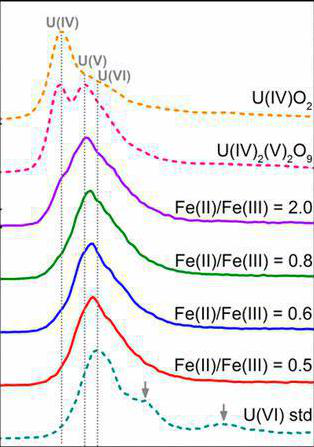 U(IV)
U(V)
U(VI)
U(IV)O₂
U(IV)₂(V)₂O₉
Fe(II)/Fe(III) = 2.0
Fe(II)/Fe(III) = 0.8
Fe(II)/Fe(III) = 0.6
Fe(II)/Fe(III) = 0.5
U(VI) std